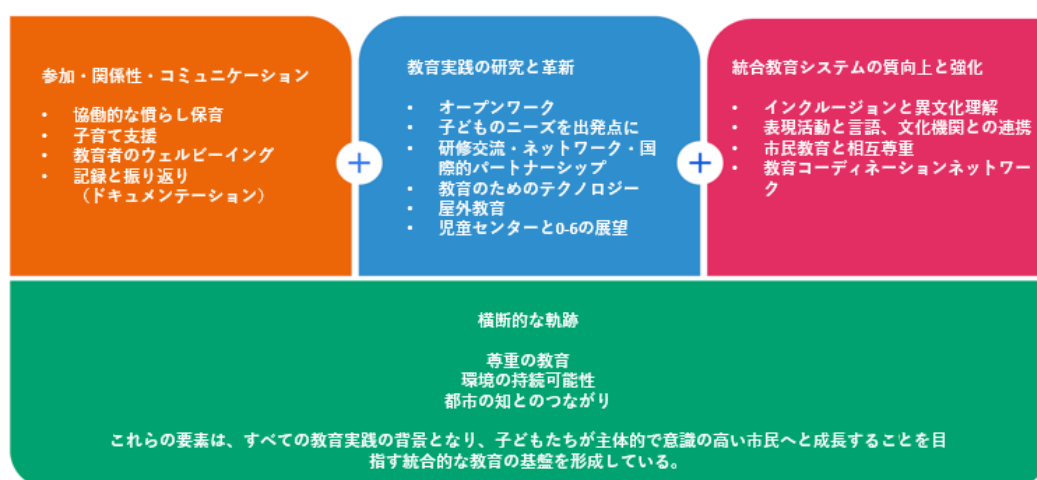 参加・関係性・コミュニケーション
• 協働的な慣らし保育
• 子育て支援
• 教育者のウェルビーイング
• 記録と振り返り
（ドキュメンテーション）
教育実践の研究と革新
• オープンワーク
• 子どものニーズを出発点に
• 研修交流・ネットワーク・国
際的パートナーシップ
• 教育のためのテクノロジー
• 屋外教育
• 児童センターと0-6の展望
統合教育システムの質向上と強化
• インクルージョンと異文化理解
• 表現活動と言語、文化機関との連携
• 市民教育と相互尊重
• 教育コーディネーションネットワー
ク
横断的な軌跡
尊重の教育
環境の持続可能性
都市の知とのつながり
これらの要素は、すべての教育実践の背景となり、子どもたちが主体的で意識の高い市民へと成長することを目
指す統合的な教育の基盤を形成している。